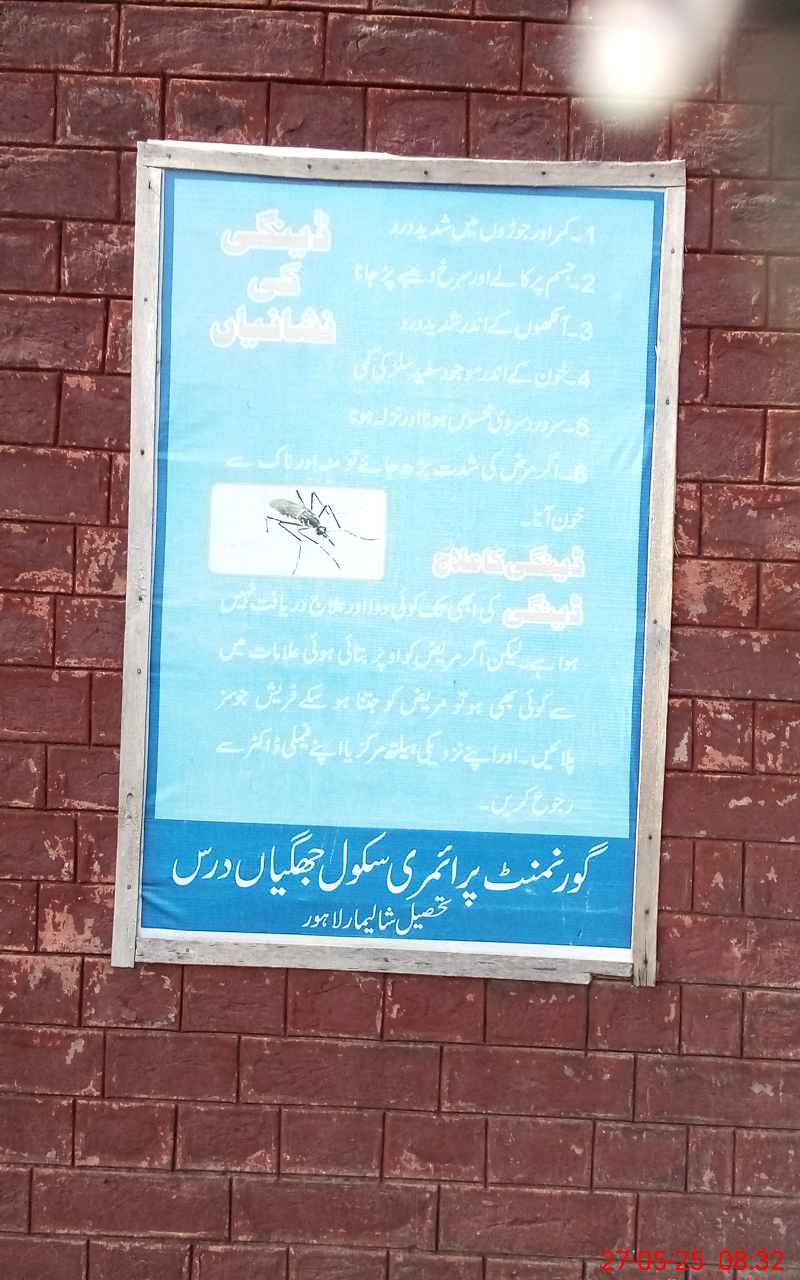 ڈینگی
کی
نشانیاں
1۔ کمر اور جوڑوں میں شدید درد
2۔ جسم پر کالے اور سرخ دھبے پڑ جانا
3۔ آنکھوں کے اندر شدید درد
4۔ خون کے اندر موجود سفید سیلز کی کمی
5۔ سر درد سردی محسوس ہونا اور نزلہ ہونا
6۔ اگر مرض کی شدت بڑھ جائے تو منہ اور ناک سے
خون آنا۔
ڈینگی کا علاج
ڈینگی کی ابھی تک کوئی دوا اور علاج دریافت نہیں
ہوا ہے۔ لیکن اگر مریض کو اوپر بتائی ہوئی علامات میں
سے کوئی بھی ہو تو مریض کو جتنا ہو سکے فریش جوسز
پلائیں۔ اور اپنے نزدیکی ہیلتھ مرکز یا اپنے فیملی ڈاکٹر سے
رجوع کریں۔
گورنمنٹ پرائمری سکول جھگیاں درس
تحصیل شالیمار لاہور
27-05-25 08:32